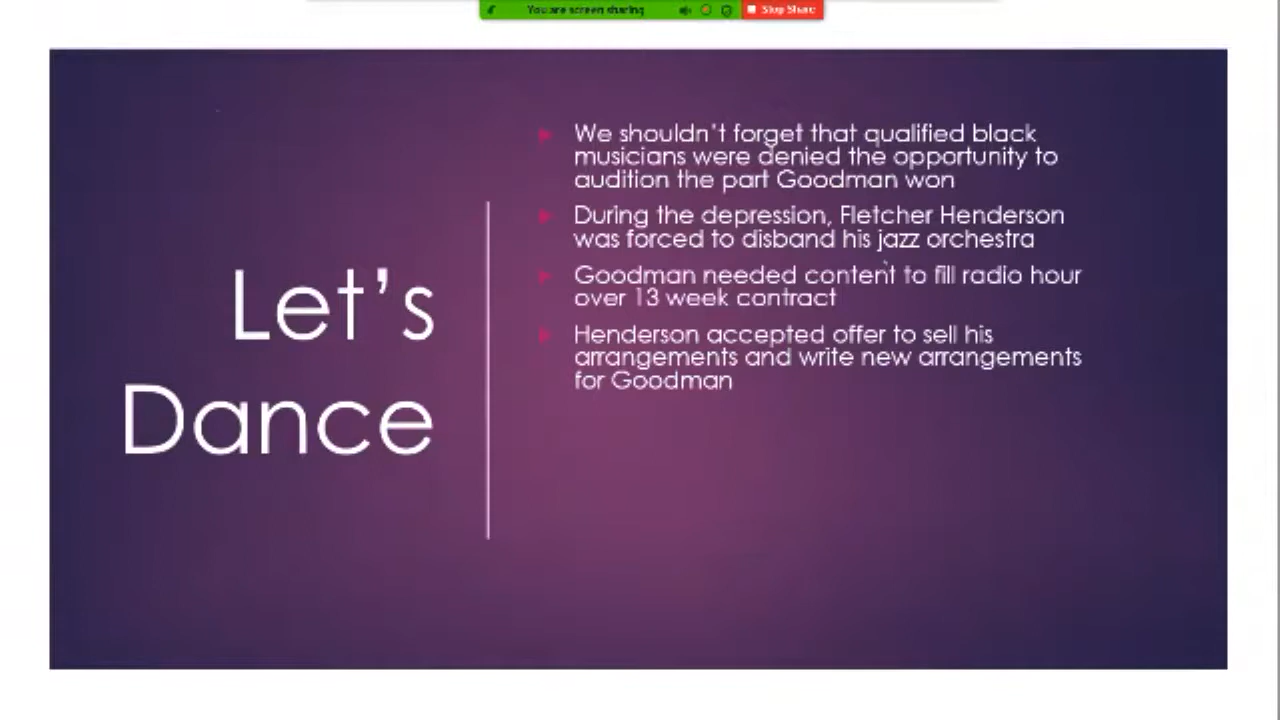 You are screen sharing
Stop Share
Let's
Dance
We shouldn't forget that qualified black
musicians were denied the opportunity to
audition the part Goodman won
During the depression, Fletcher Henderson
was forced to disband his jazz orchestra
Goodman needed content to fill radio hour
over 13 week contract
Henderson accepted offer to sell his
arrangements and write new arrangements
for Goodman